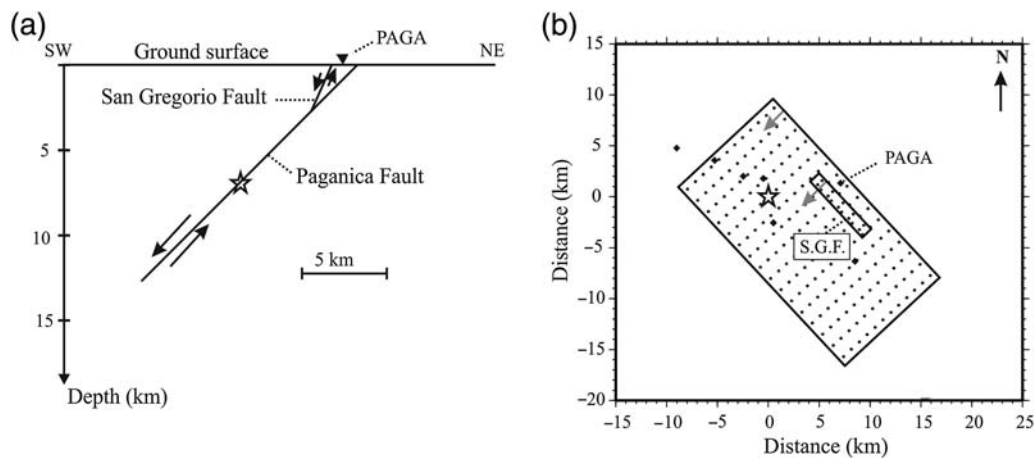 (a)
SW
Ground surface
PAGA
NE
San Gregorio Fault
5
Paganica Fault
10
5 km
15
Depth (km)
(b)
15
N
10
5
PAGA
0
Distance (km)
−5
S.G.F.
−10
−15
−20
−15 −10 −5 0 5 10 15 20 25
Distance (km)